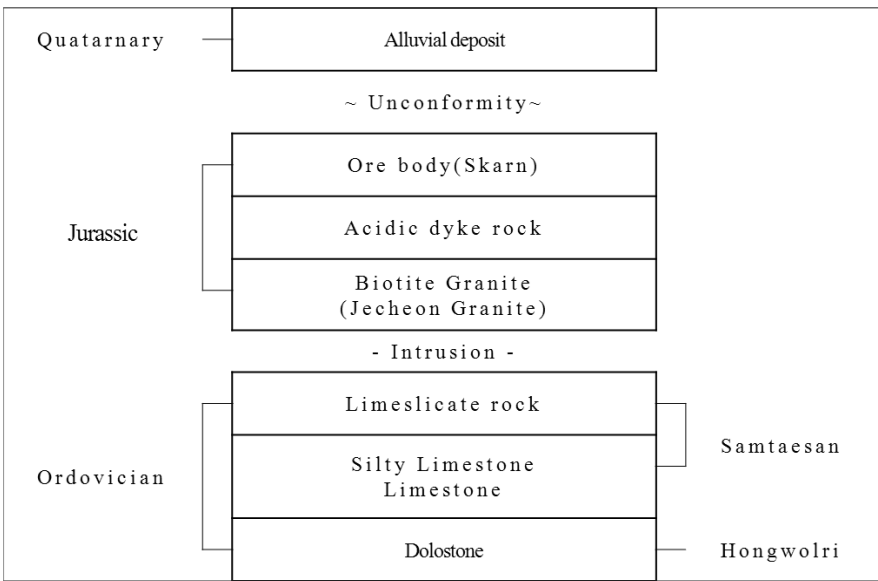 Quatarnary
Alluvial deposit
~ Unconformity~
Ore body(Skarn)
Jurassic
Acidic dyke rock
Biotite Granite
(Jecheon Granite)
- Intrusion -
Limeslicate rock
Samtaesan
Ordovician
Silty Limestone
Limestone
Dolostone
Hongwolri